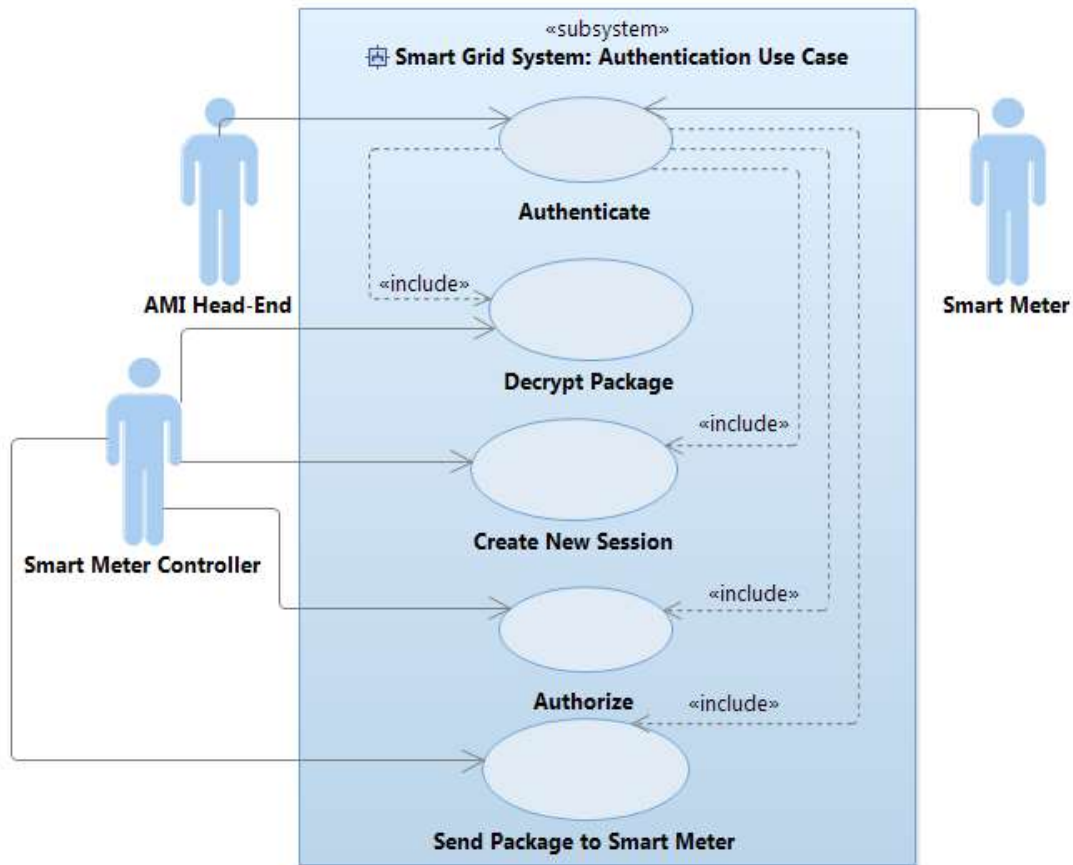 «subsystem»
Smart Grid System: Authentication Use Case
Authenticate
AMI Head-End
Smart Meter
«include»
Decrypt Package
«include»
Create New Session
Smart Meter Controller
«include»
Authorize
«include»
Send Package to Smart Meter